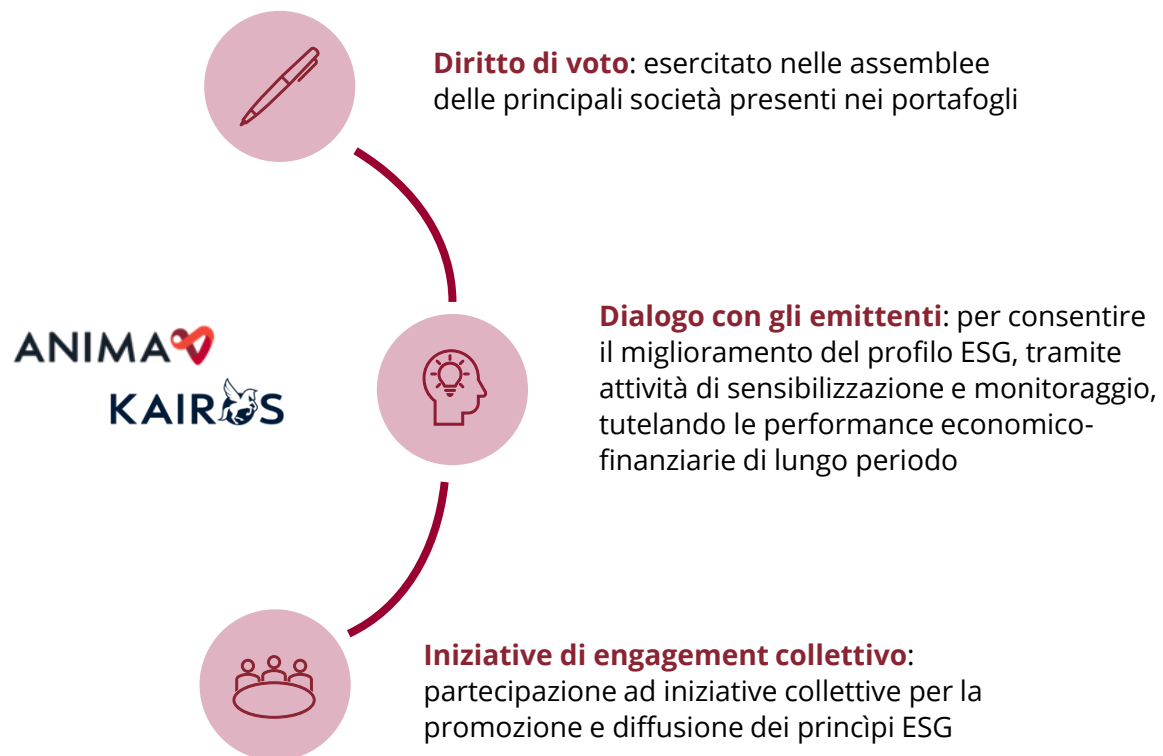 Diritto di voto: esercitato nelle assemblee
delle principali società presenti nei portafogli
ANIMA
KAIROS
Dialogo con gli emittenti: per consentire
il miglioramento del profilo ESG, tramite
attività di sensibilizzazione e monitoraggio,
tutelando le performance economico-
finanziarie di lungo periodo
Iniziative di engagement collettivo:
partecipazione ad iniziative collettive per la
promozione e diffusione dei princìpi ESG